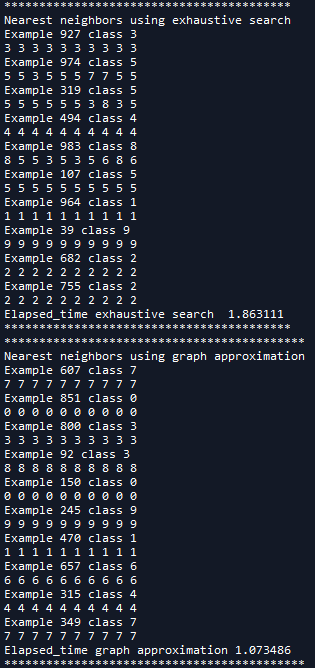 *****************************************
Nearest neighbors using exhaustive search
Example 927 class 3
3 3 3 3 3 3 3 3 3 3
Example 974 class 5
5 5 3 5 5 5 7 7 5 5
Example 319 class 5
5 5 5 5 5 5 3 8 3 5
Example 494 class 4
4 4 4 4 4 4 4 4 4 4
Example 983 class 8
8 5 5 3 5 3 5 6 8 6
Example 107 class 5
5 5 5 5 5 5 5 5 5 5
Example 964 class 1
1 1 1 1 1 1 1 1 1 1
Example 39 class 9
9 9 9 9 9 9 9 9 9 9
Example 682 class 2
2 2 2 2 2 2 2 2 2 2
Example 755 class 2
2 2 2 2 2 2 2 2 2 2
Elapsed_time exhaustive search  1.863111
*****************************************
*******************************************
Nearest neighbors using graph approximation
Example 607 class 7
7 7 7 7 7 7 7 7 7 7
Example 851 class 0
0 0 0 0 0 0 0 0 0 0
Example 800 class 3
3 3 3 3 3 3 3 3 3 3
Example 92 class 3
8 8 8 8 8 8 8 8 8 8
Example 150 class 0
0 0 0 0 0 0 0 0 0 0
Example 245 class 9
9 9 9 9 9 9 9 9 9 9
Example 470 class 1
1 1 1 1 1 1 1 1 1 1
Example 657 class 6
6 6 6 6 6 6 6 6 6 6
Example 315 class 4
4 4 4 4 4 4 4 4 4 4
Example 349 class 7
7 7 7 7 7 7 7 7 7 7
Elapsed_time graph approximation 1.073486
*******************************************